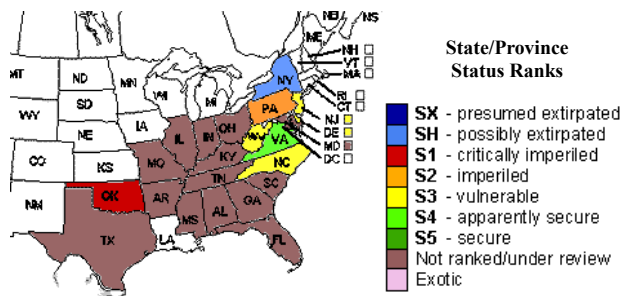 NB
NS
ME
NH
VT
MA
MT
ND
MN
NY
SD
WI
MI
RI
CT
WY
IA
PA
NJ
NE
OH
DE
IL
IN
WV
MD
CO
VA
DC
KS
MO
KY
NC
TN
OK
AR
SC
NM
MS
AL
GA
TX
LA
FL
State/Province
Status Ranks
SX - presumed extirpated
SH - possibly extirpated
S1 - critically imperiled
S2 - imperiled
S3 - vulnerable
S4 - apparently secure
S5 - secure
Not ranked/under review
Exotic